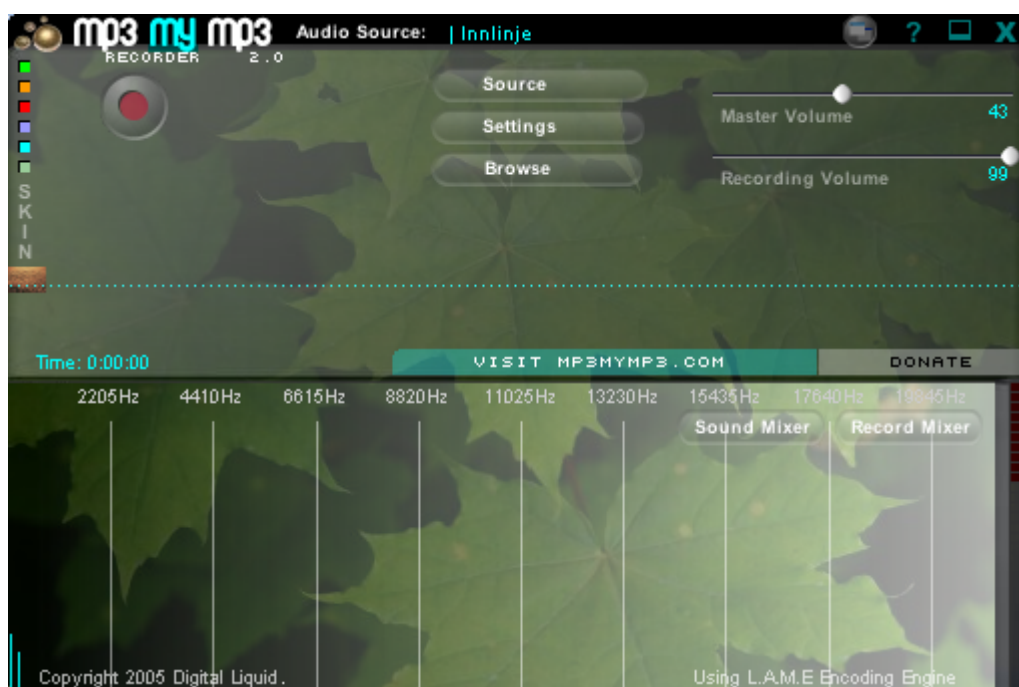 mp3 my mp3 Audio Source: | Innlinje ? X
RECORDER 2.0
Source
Master Volume 43
Settings
Browse
Recording Volume 99
SKIN
Time: 0:00:00 VISIT MP3MYMP3.COM DONATE
2205Hz 4410Hz 6615Hz 8820Hz 11025Hz 13230Hz 15435Hz 17640Hz 19845Hz
Sound Mixer Record Mixer
Copyright 2005 Digital Liquid. Using L.A.M.E Encoding Engine